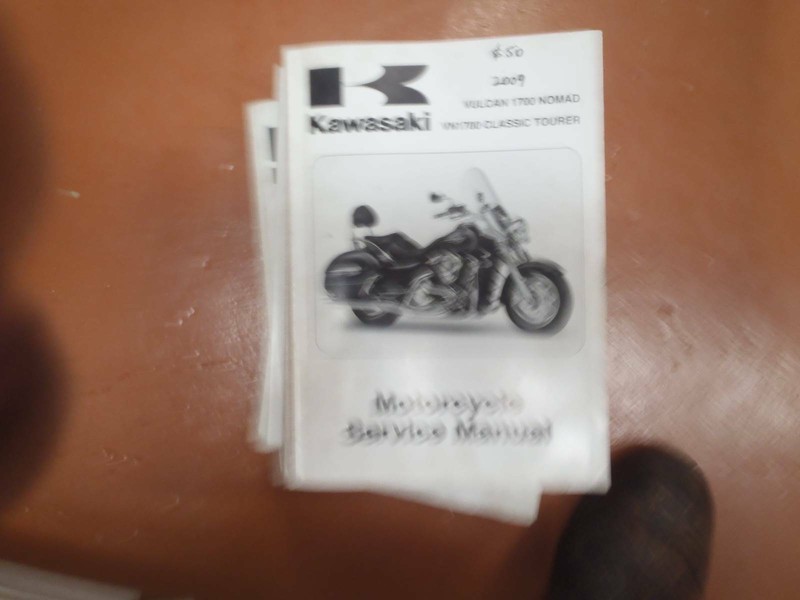 $50
2009
Kawasaki
VULCAN 1700 NOMAD
VN1700 CLASSIC TOURER
Motorcycle
Service Manual